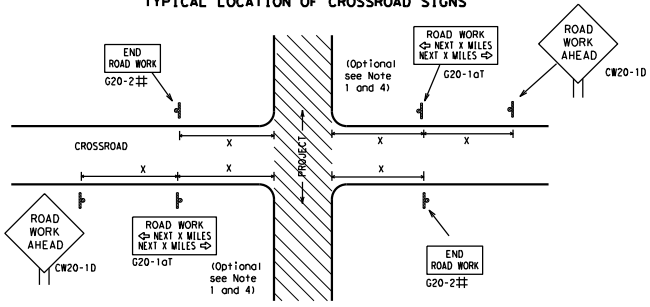 TYPICAL LOCATION OF CROSSROAD SIGNS
END
ROAD WORK
G20-2#
(Optional
see Note
1 and 4)
ROAD WORK
⇦ NEXT X MILES
NEXT X MILES ⇨
G20-1aT
ROAD
WORK
AHEAD
CW20-1D
X
X
X
CROSSROAD
PROJECT
X
X
X
ROAD
WORK
AHEAD
CW20-1D
ROAD WORK
⇦ NEXT X MILES
NEXT X MILES ⇨
G20-1aT
(Optional
see Note
1 and 4)
END
ROAD WORK
G20-2#